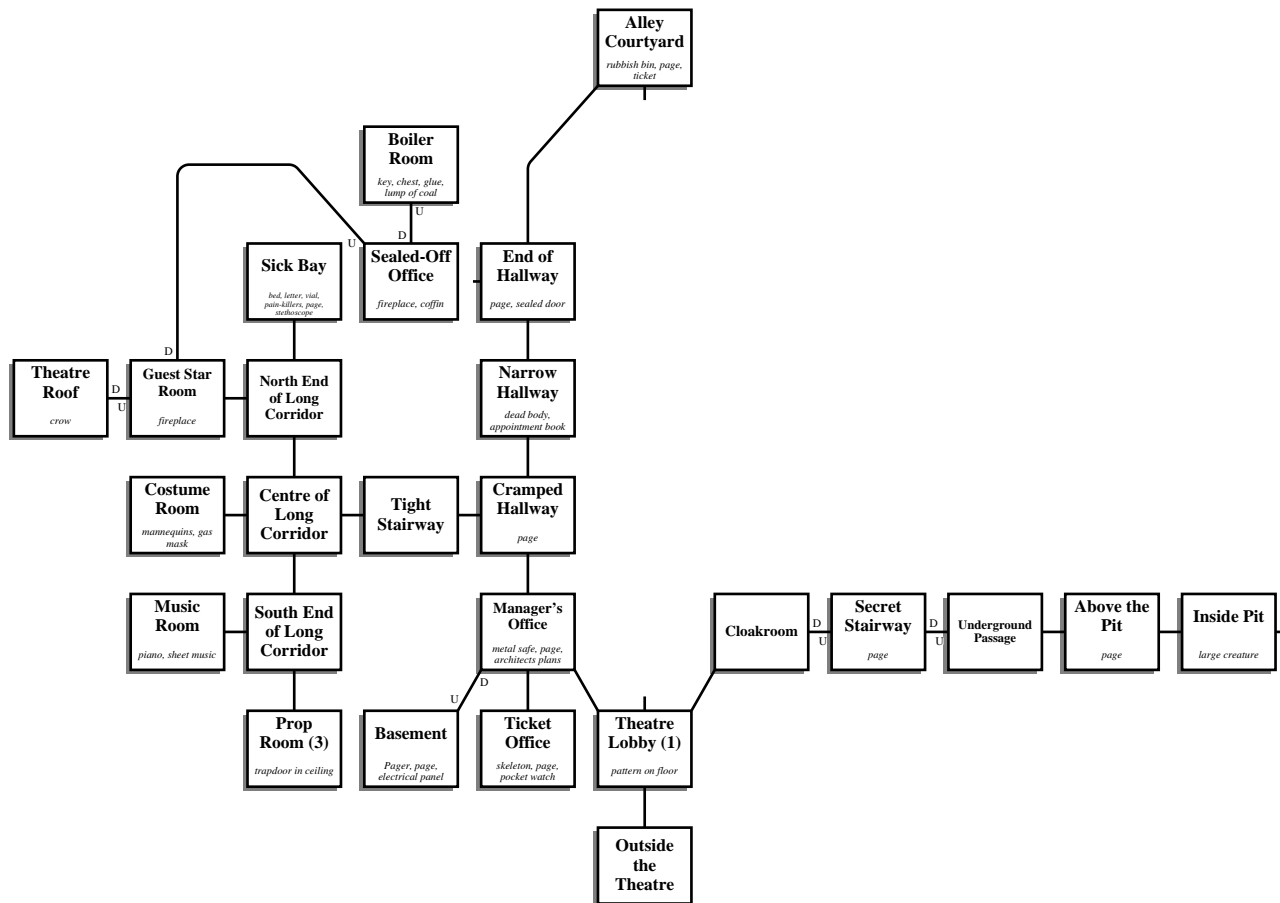 Alley
Courtyard
rubbish bin, page,
ticket
Boiler
Room
key, chest, glue,
lump of coal
U
D
U
Sick Bay
bed, letter, vial,
pain-killers, page,
stethoscope
Sealed-Off
Office
fireplace, coffin
End of
Hallway
page, sealed door
D
Theatre
Roof
crow
D
U
Guest Star
Room
fireplace
North End
of Long
Corridor
Narrow
Hallway
dead body,
appointment book
Costume
Room
mannequins, gas
mask
Centre of
Long
Corridor
Tight
Stairway
Cramped
Hallway
page
Music
Room
piano, sheet music
South End
of Long
Corridor
Manager's
Office
metal safe, page,
architects plans
Cloakroom
D
U
Secret
Stairway
page
D
U
Underground
Passage
Above the
Pit
page
Inside Pit
large creature
D
U
Prop
Room (3)
trapdoor in ceiling
Basement
Pager, page,
electrical panel
Ticket
Office
skeleton, page,
pocket watch
Theatre
Lobby (1)
pattern on floor
Outside
the
Theatre